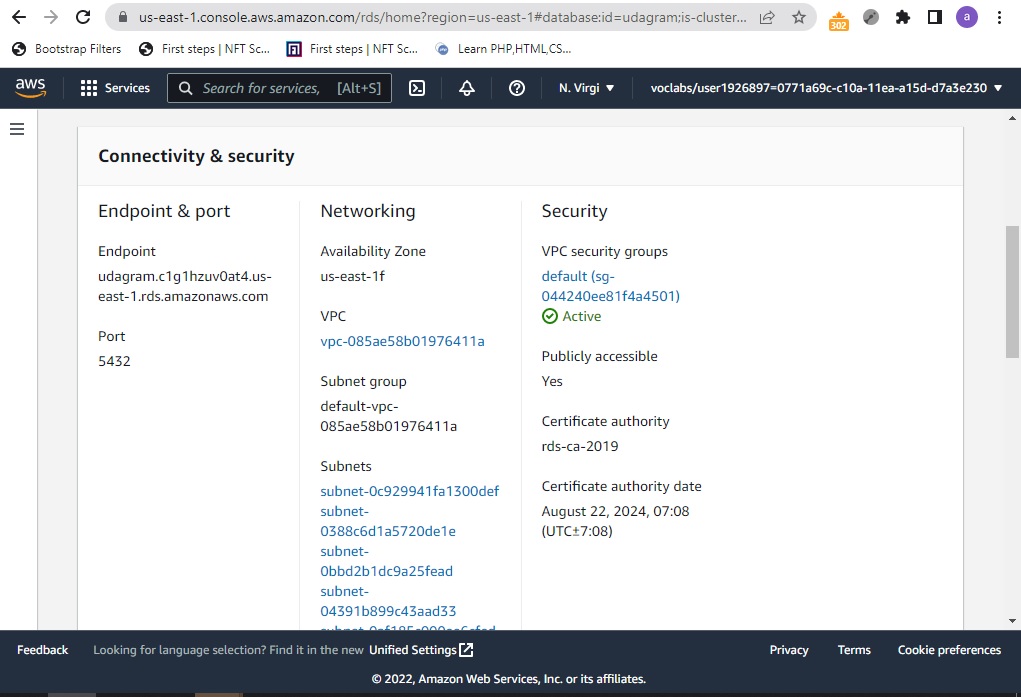 us-east-1.console.aws.amazon.com/rds/home?region=us-east-1#database:id=udagram;is-cluster...
302
a
Bootstrap Filters
First steps | NFT Sc...
First steps | NFT Sc...
Learn PHP,HTML,CS...
aws
Services
Search for services,
[Alt+S]
N. Virgi
voclabs/user1926897=0771a69c-c10a-11ea-a15d-d7a3e230
Connectivity & security
Endpoint & port
Endpoint
udagram.c1g1hzuv0at4.us-
east-1.rds.amazonaws.com
Port
5432
Networking
Availability Zone
us-east-1f
VPC
vpc-085ae58b01976411a
Subnet group
default-vpc-
085ae58b01976411a
Subnets
subnet-0c929941fa1300def
subnet-
0388c6d1a5720de1e
subnet-
0bbd2b1dc9a25fead
subnet-
04391b899c43aad33
Security
VPC security groups
default (sg-
044240ee81f4a4501)
Active
Publicly accessible
Yes
Certificate authority
rds-ca-2019
Certificate authority date
August 22, 2024, 07:08
(UTC±7:08)
Feedback
Looking for language selection? Find it in the new Unified Settings
Privacy
Terms
Cookie preferences
© 2022, Amazon Web Services, Inc. or its affiliates.